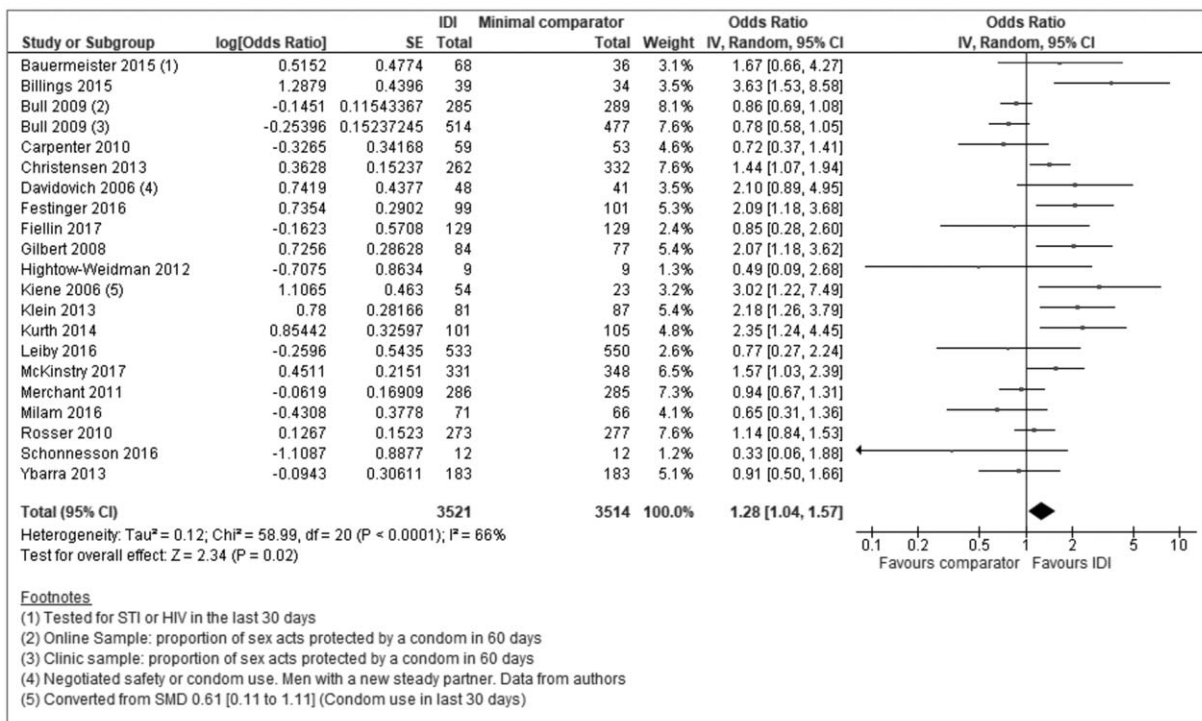 IDI Minimal comparator Odds Ratio Odds Ratio
Study or Subgroup log[Odds Ratio] SE Total Total Weight IV, Random, 95% CI IV, Random, 95% CI
Bauermeister 2015 (1) 0.5152 0.4774 68 36 3.1% 1.67 [0.66, 4.27]
Billings 2015 1.2879 0.4396 39 34 3.5% 3.63 [1.53, 8.58]
Bull 2009 (2) -0.1451 0.11543367 285 289 8.1% 0.86 [0.69, 1.08]
Bull 2009 (3) -0.25396 0.15237245 514 477 7.6% 0.78 [0.58, 1.05]
Carpenter 2010 -0.3265 0.34168 59 53 4.6% 0.72 [0.37, 1.41]
Christensen 2013 0.3628 0.15237 262 332 7.6% 1.44 [1.07, 1.94]
Davidovich 2006 (4) 0.7419 0.4377 48 41 3.5% 2.10 [0.89, 4.95]
Festinger 2016 0.7354 0.2902 99 101 5.3% 2.09 [1.18, 3.68]
Fiellin 2017 -0.1623 0.5708 129 129 2.4% 0.85 [0.28, 2.60]
Gilbert 2008 0.7256 0.28628 84 77 5.4% 2.07 [1.18, 3.62]
Hightow-Weidman 2012 -0.7075 0.8634 9 9 1.3% 0.49 [0.09, 2.68]
Kiene 2006 (5) 1.1065 0.463 54 23 3.2% 3.02 [1.22, 7.49]
Klein 2013 0.78 0.28166 81 87 5.4% 2.18 [1.26, 3.79]
Kurth 2014 0.85442 0.32597 101 105 4.8% 2.35 [1.24, 4.45]
Leiby 2016 -0.2596 0.5435 533 550 2.6% 0.77 [0.27, 2.24]
McKinstry 2017 0.4511 0.2151 331 348 6.5% 1.57 [1.03, 2.39]
Merchant 2011 -0.0619 0.16909 286 285 7.3% 0.94 [0.67, 1.31]
Milam 2016 -0.4308 0.3778 71 66 4.1% 0.65 [0.31, 1.36]
Rosser 2010 0.1267 0.1523 273 277 7.6% 1.14 [0.84, 1.53]
Schonnesson 2016 -1.1087 0.8877 12 12 1.2% 0.33 [0.06, 1.88]
Ybarra 2013 -0.0943 0.30611 183 183 5.1% 0.91 [0.50, 1.66]
Total (95% CI) 3521 3514 100.0% 1.28 [1.04, 1.57]
Heterogeneity: Tau² = 0.12; Chi² = 58.99, df = 20 (P < 0.0001); I² = 66%
Test for overall effect: Z = 2.34 (P = 0.02)
0.1 0.2 0.5 1 2 5 10
Favours comparator Favours IDI
Footnotes
(1) Tested for STI or HIV in the last 30 days
(2) Online Sample: proportion of sex acts protected by a condom in 60 days
(3) Clinic sample: proportion of sex acts protected by a condom in 60 days
(4) Negotiated safety or condom use. Men with a new steady partner. Data from authors
(5) Converted from SMD 0.61 [0.11 to 1.11] (Condom use in last 30 days)